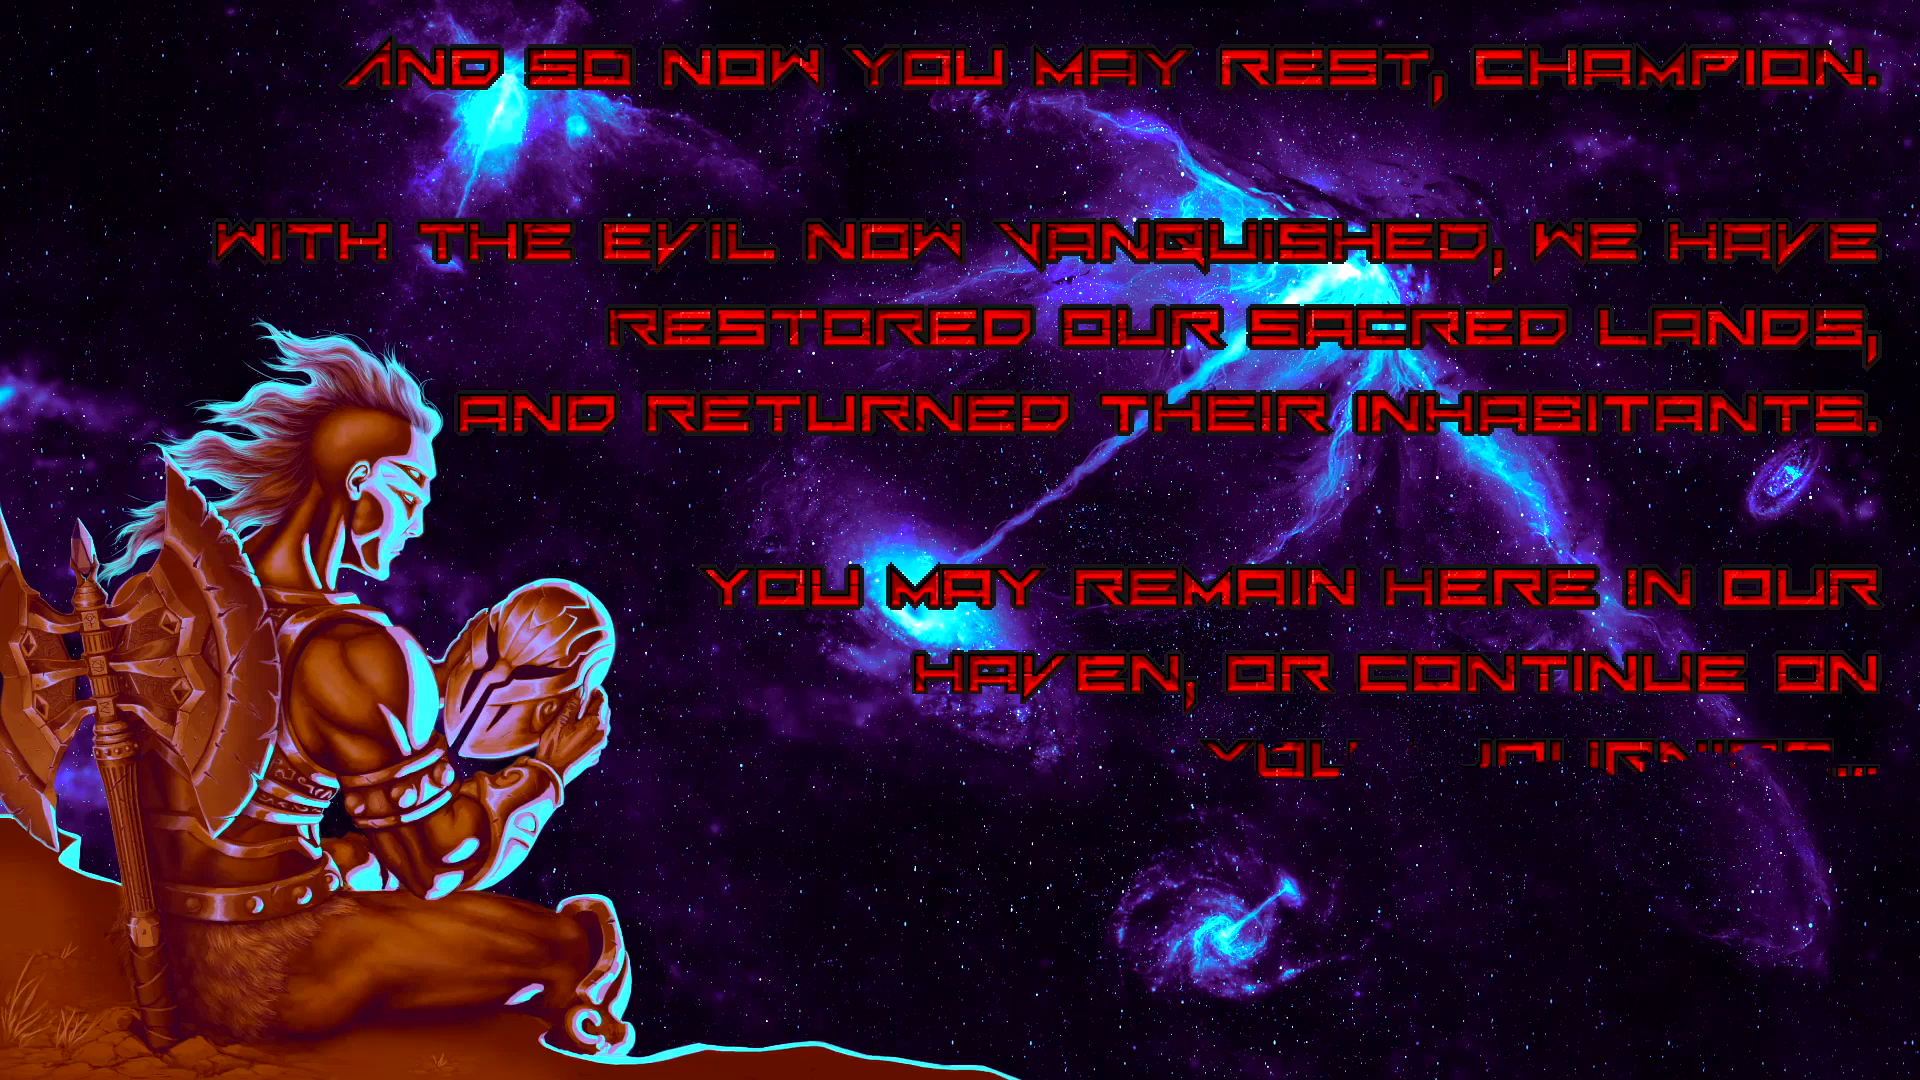 AND SO NOW YOU MAY REST, CHAMPION.
WITH THE EVIL NOW VANQUISHED, WE HAVE
RESTORED OUR SACRED LANDS,
AND RETURNED THEIR INHABITANTS.
YOU MAY REMAIN HERE IN OUR
HAVEN, OR CONTINUE ON